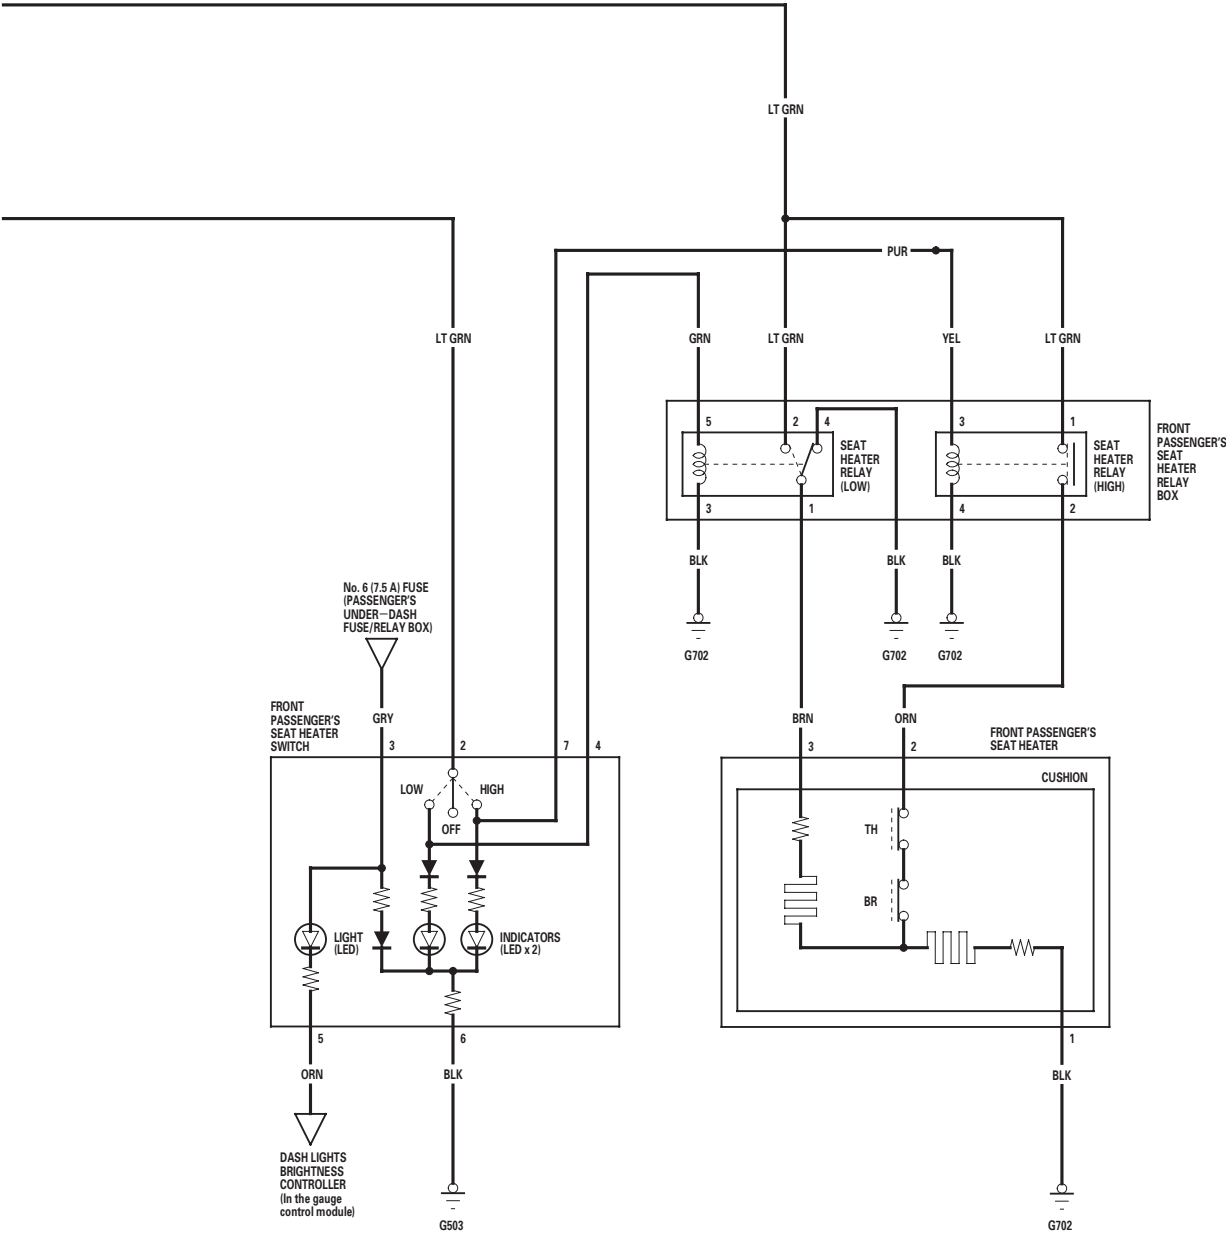 LT GRN
PUR
LT GRN
GRN
LT GRN
YEL
LT GRN
5
2
4
3
1
SEAT
HEATER
RELAY
(LOW)
SEAT
HEATER
RELAY
(HIGH)
FRONT
PASSENGER'S
SEAT
HEATER
RELAY
BOX
3
1
4
2
BLK
BLK
BLK
G702
G702
G702
No. 6 (7.5 A) FUSE
(PASSENGER'S
UNDER–DASH
FUSE/RELAY BOX)
FRONT
PASSENGER'S
SEAT HEATER
SWITCH
GRY
3
2
7
4
LOW
HIGH
OFF
LIGHT
(LED)
INDICATORS
(LED x 2)
5
6
ORN
BLK
DASH LIGHTS
BRIGHTNESS
CONTROLLER
(In the gauge
control module)
G503
BRN
ORN
FRONT PASSENGER'S
SEAT HEATER
3
2
CUSHION
TH
BR
1
BLK
G702